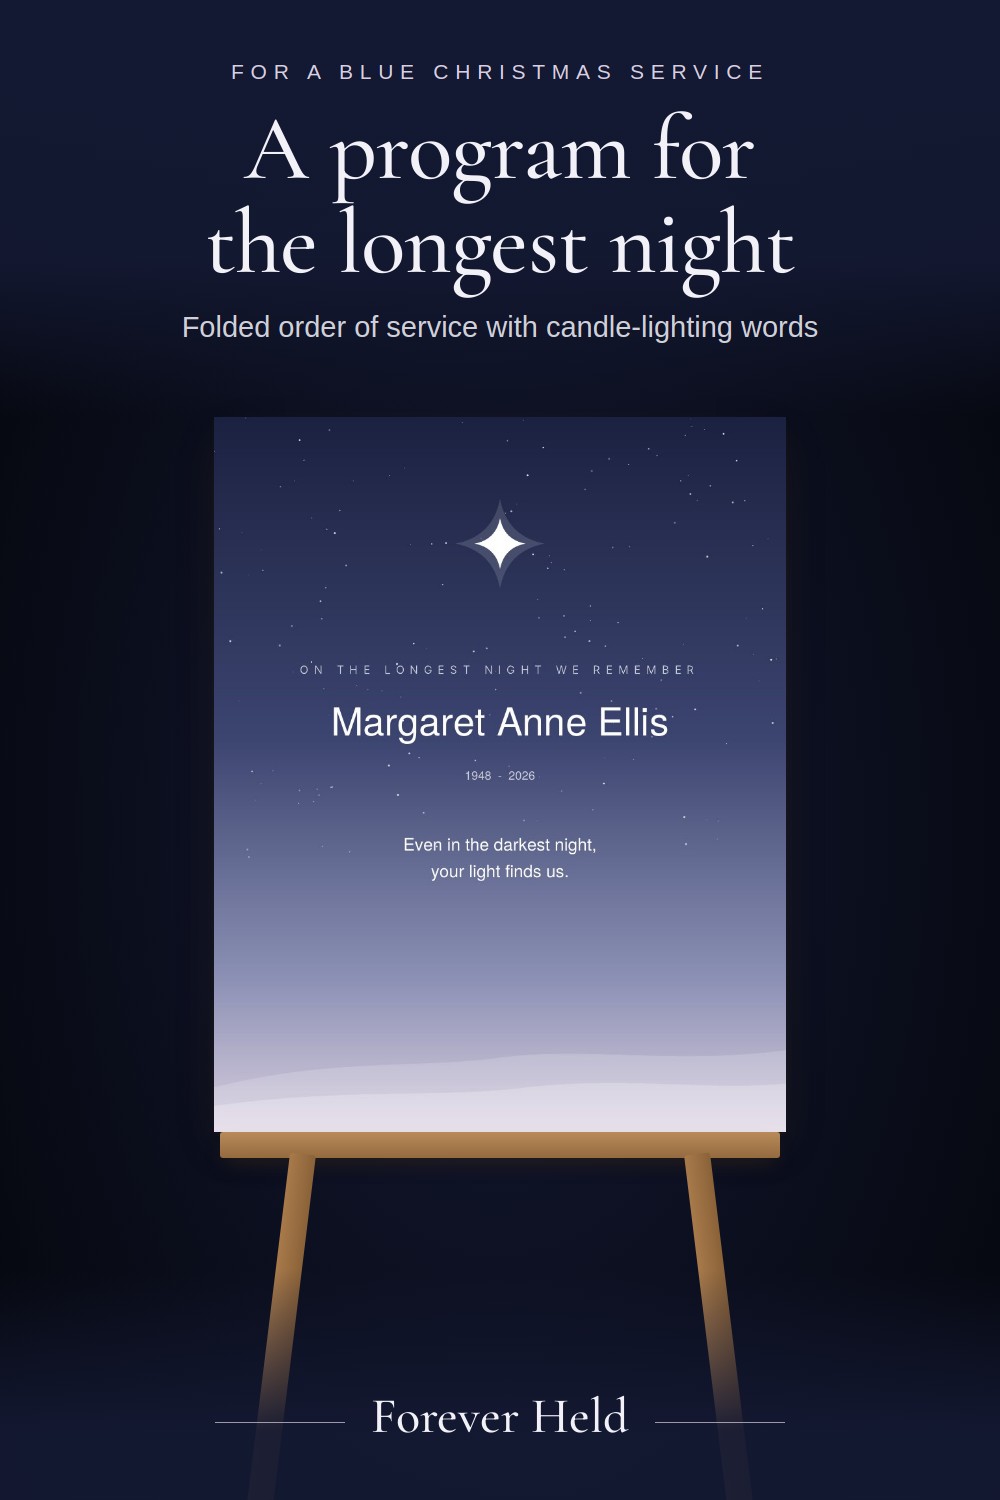 FOR A BLUE CHRISTMAS SERVICE
A program for
the longest night
Folded order of service with candle-lighting words
ON THE LONGEST NIGHT WE REMEMBER
Margaret Anne Ellis
1948 - 2026
Even in the darkest night,
your light finds us.
Forever Held